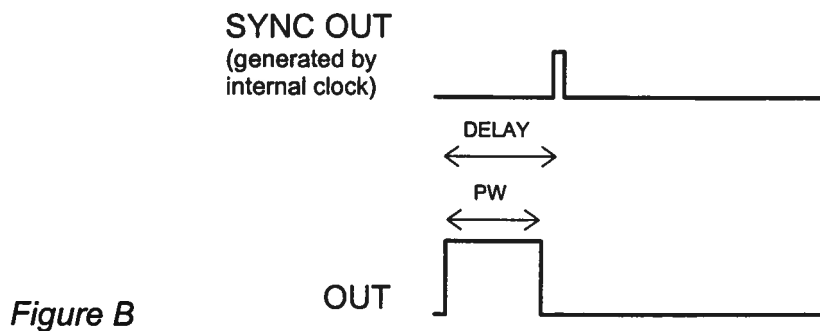 SYNC OUT
(generated by
internal clock)
DELAY
PW
OUT
Figure B